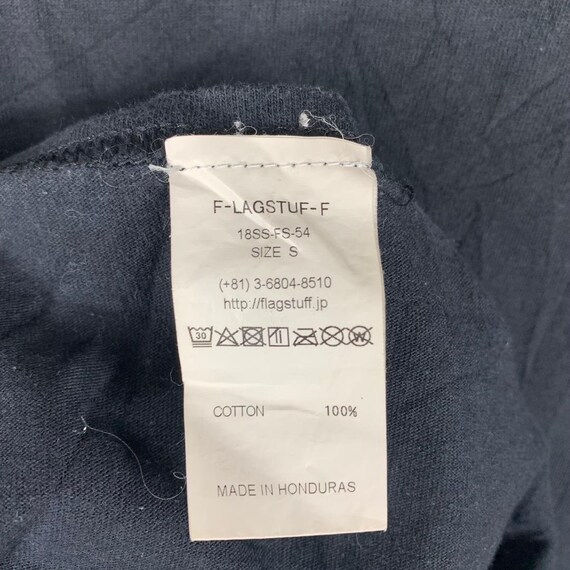 F-LAGSTUF-F
18SS-FS-54
SIZE S
(+81) 3-6804-8510
http://flagstuff.jp
30 W
COTTON 100%
MADE IN HONDURAS